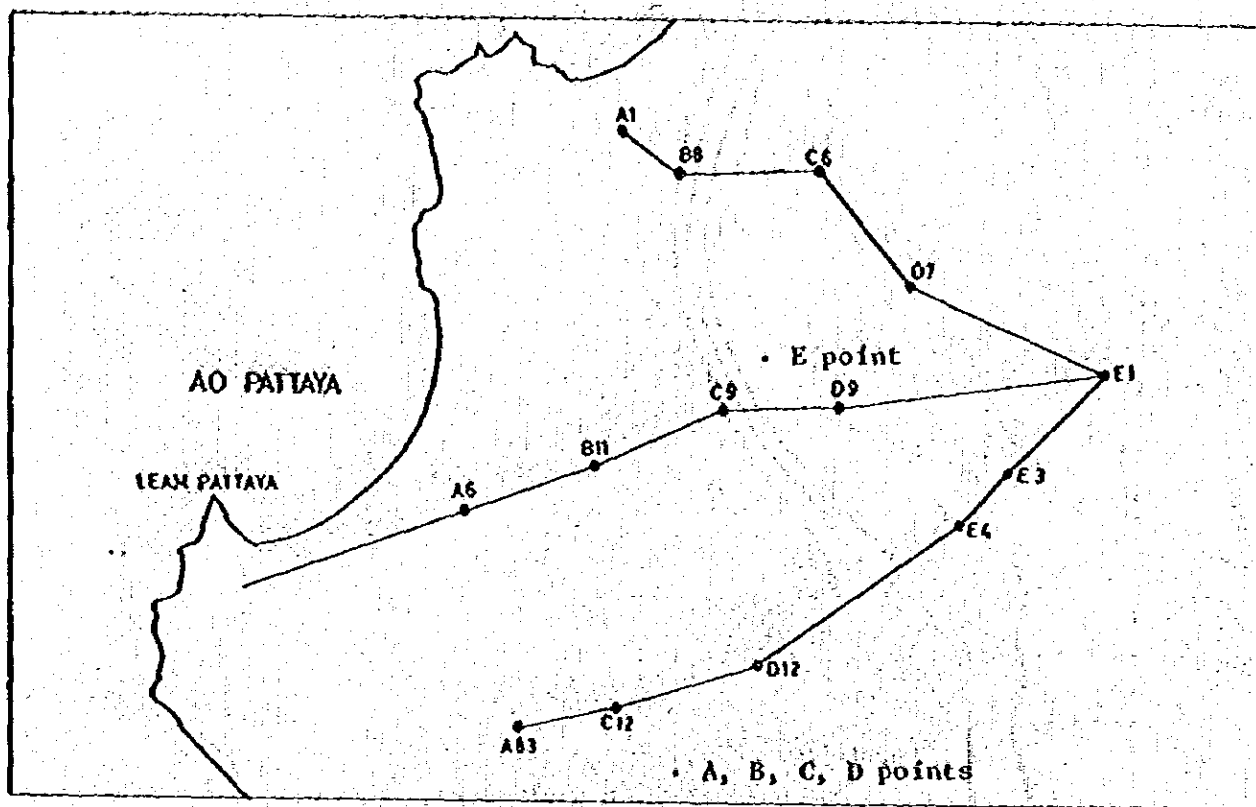 A1
B8
C6
D7
• E point
E1
AO PATTAYA
C9
D9
B11
E3
LEAM PATTAYA
A6
E4
D12
C12
A63
• A, B, C, D points